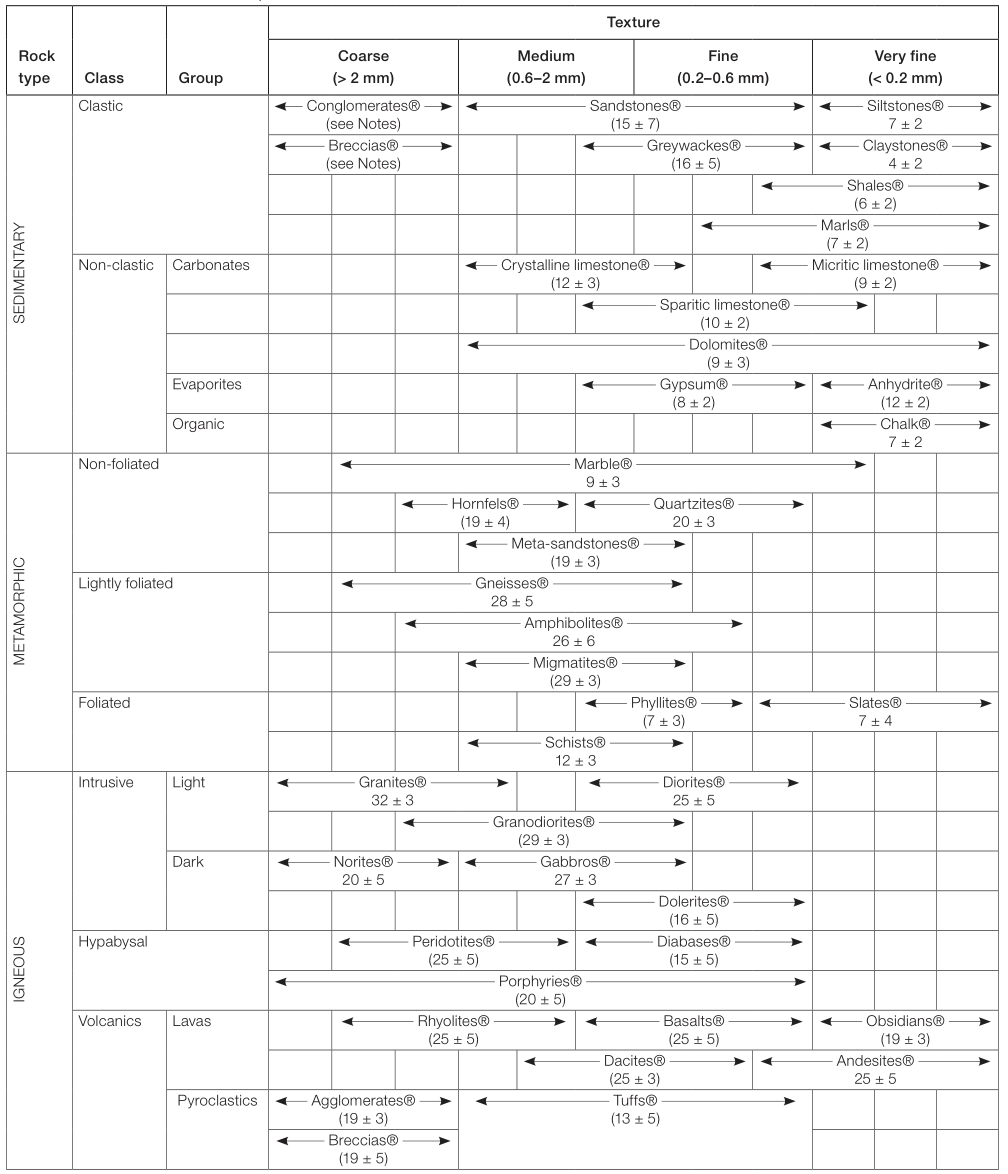 Texture
Rock type Class Group Coarse (> 2 mm) Medium (0.6–2 mm) Fine (0.2–0.6 mm) Very fine (< 0.2 mm)
SEDIMENTARY
Clastic Conglomerates® Sandstones® Siltstones®
(see Notes) (15 ± 7) 7 ± 2
Breccias® Greywackes® Claystones®
(see Notes) (16 ± 5) 4 ± 2
Shales®
(6 ± 2)
Marls®
(7 ± 2)
Non-clastic Carbonates Crystalline limestone® Micritic limestone®
(12 ± 3) (9 ± 2)
Sparitic limestone®
(10 ± 2)
Dolomites®
(9 ± 3)
Evaporites Gypsum® Anhydrite®
(8 ± 2) (12 ± 2)
Organic Chalk®
7 ± 2
METAMORPHIC
Non-foliated Marble®
9 ± 3
Hornfels® Quartzites®
(19 ± 4) 20 ± 3
Meta-sandstones®
(19 ± 3)
Lightly foliated Gneisses®
28 ± 5
Amphibolites®
26 ± 6
Migmatites®
(29 ± 3)
Foliated Phyllites® Slates®
(7 ± 3) 7 ± 4
Schists®
12 ± 3
IGNEOUS
Intrusive Light Granites® Diorites®
32 ± 3 25 ± 5
Granodiorites®
(29 ± 3)
Dark Norites® Gabbros®
20 ± 5 27 ± 3
Dolerites®
(16 ± 5)
Hypabysal Peridotites® Diabases®
(25 ± 5) (15 ± 5)
Porphyries®
(20 ± 5)
Volcanics Lavas Rhyolites® Basalts® Obsidians®
(25 ± 5) (25 ± 5) (19 ± 3)
Dacites® Andesites®
(25 ± 3) 25 ± 5
Pyroclastics Agglomerates® Tuffs®
(19 ± 3) (13 ± 5)
Breccias®
(19 ± 5)